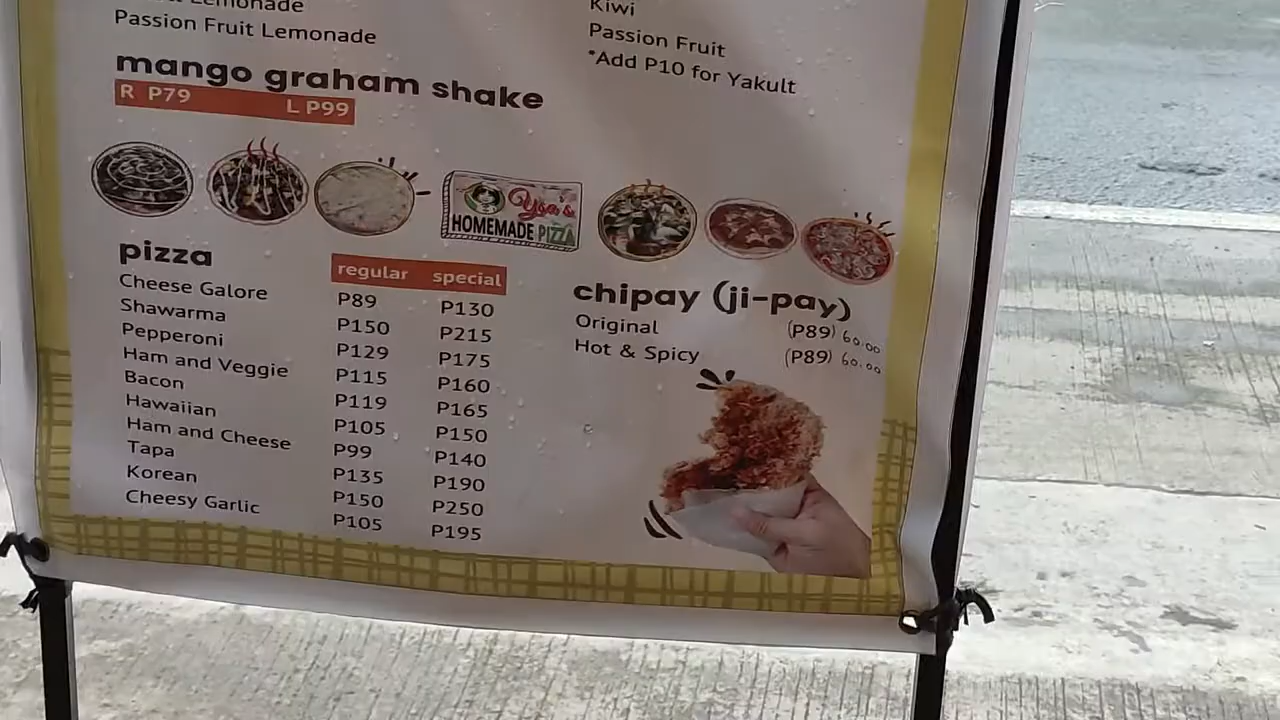 Lemonade
Passion Fruit Lemonade
Kiwi
Passion Fruit
*Add P10 for Yakult
mango graham shake
R P79 L P99
Ysa's
HOMEMADE PIZZA
pizza
regular special
Cheese Galore P89 P130
Shawarma P150 P215
Pepperoni P129 P175
Ham and Veggie P115 P160
Bacon P119 P165
Hawaiian P105 P150
Ham and Cheese P99 P140
Tapa P135 P190
Korean P150 P250
Cheesy Garlic P105 P195
chipay (ji-pay)
Original (P89) 60.00
Hot & Spicy (P89) 60.00